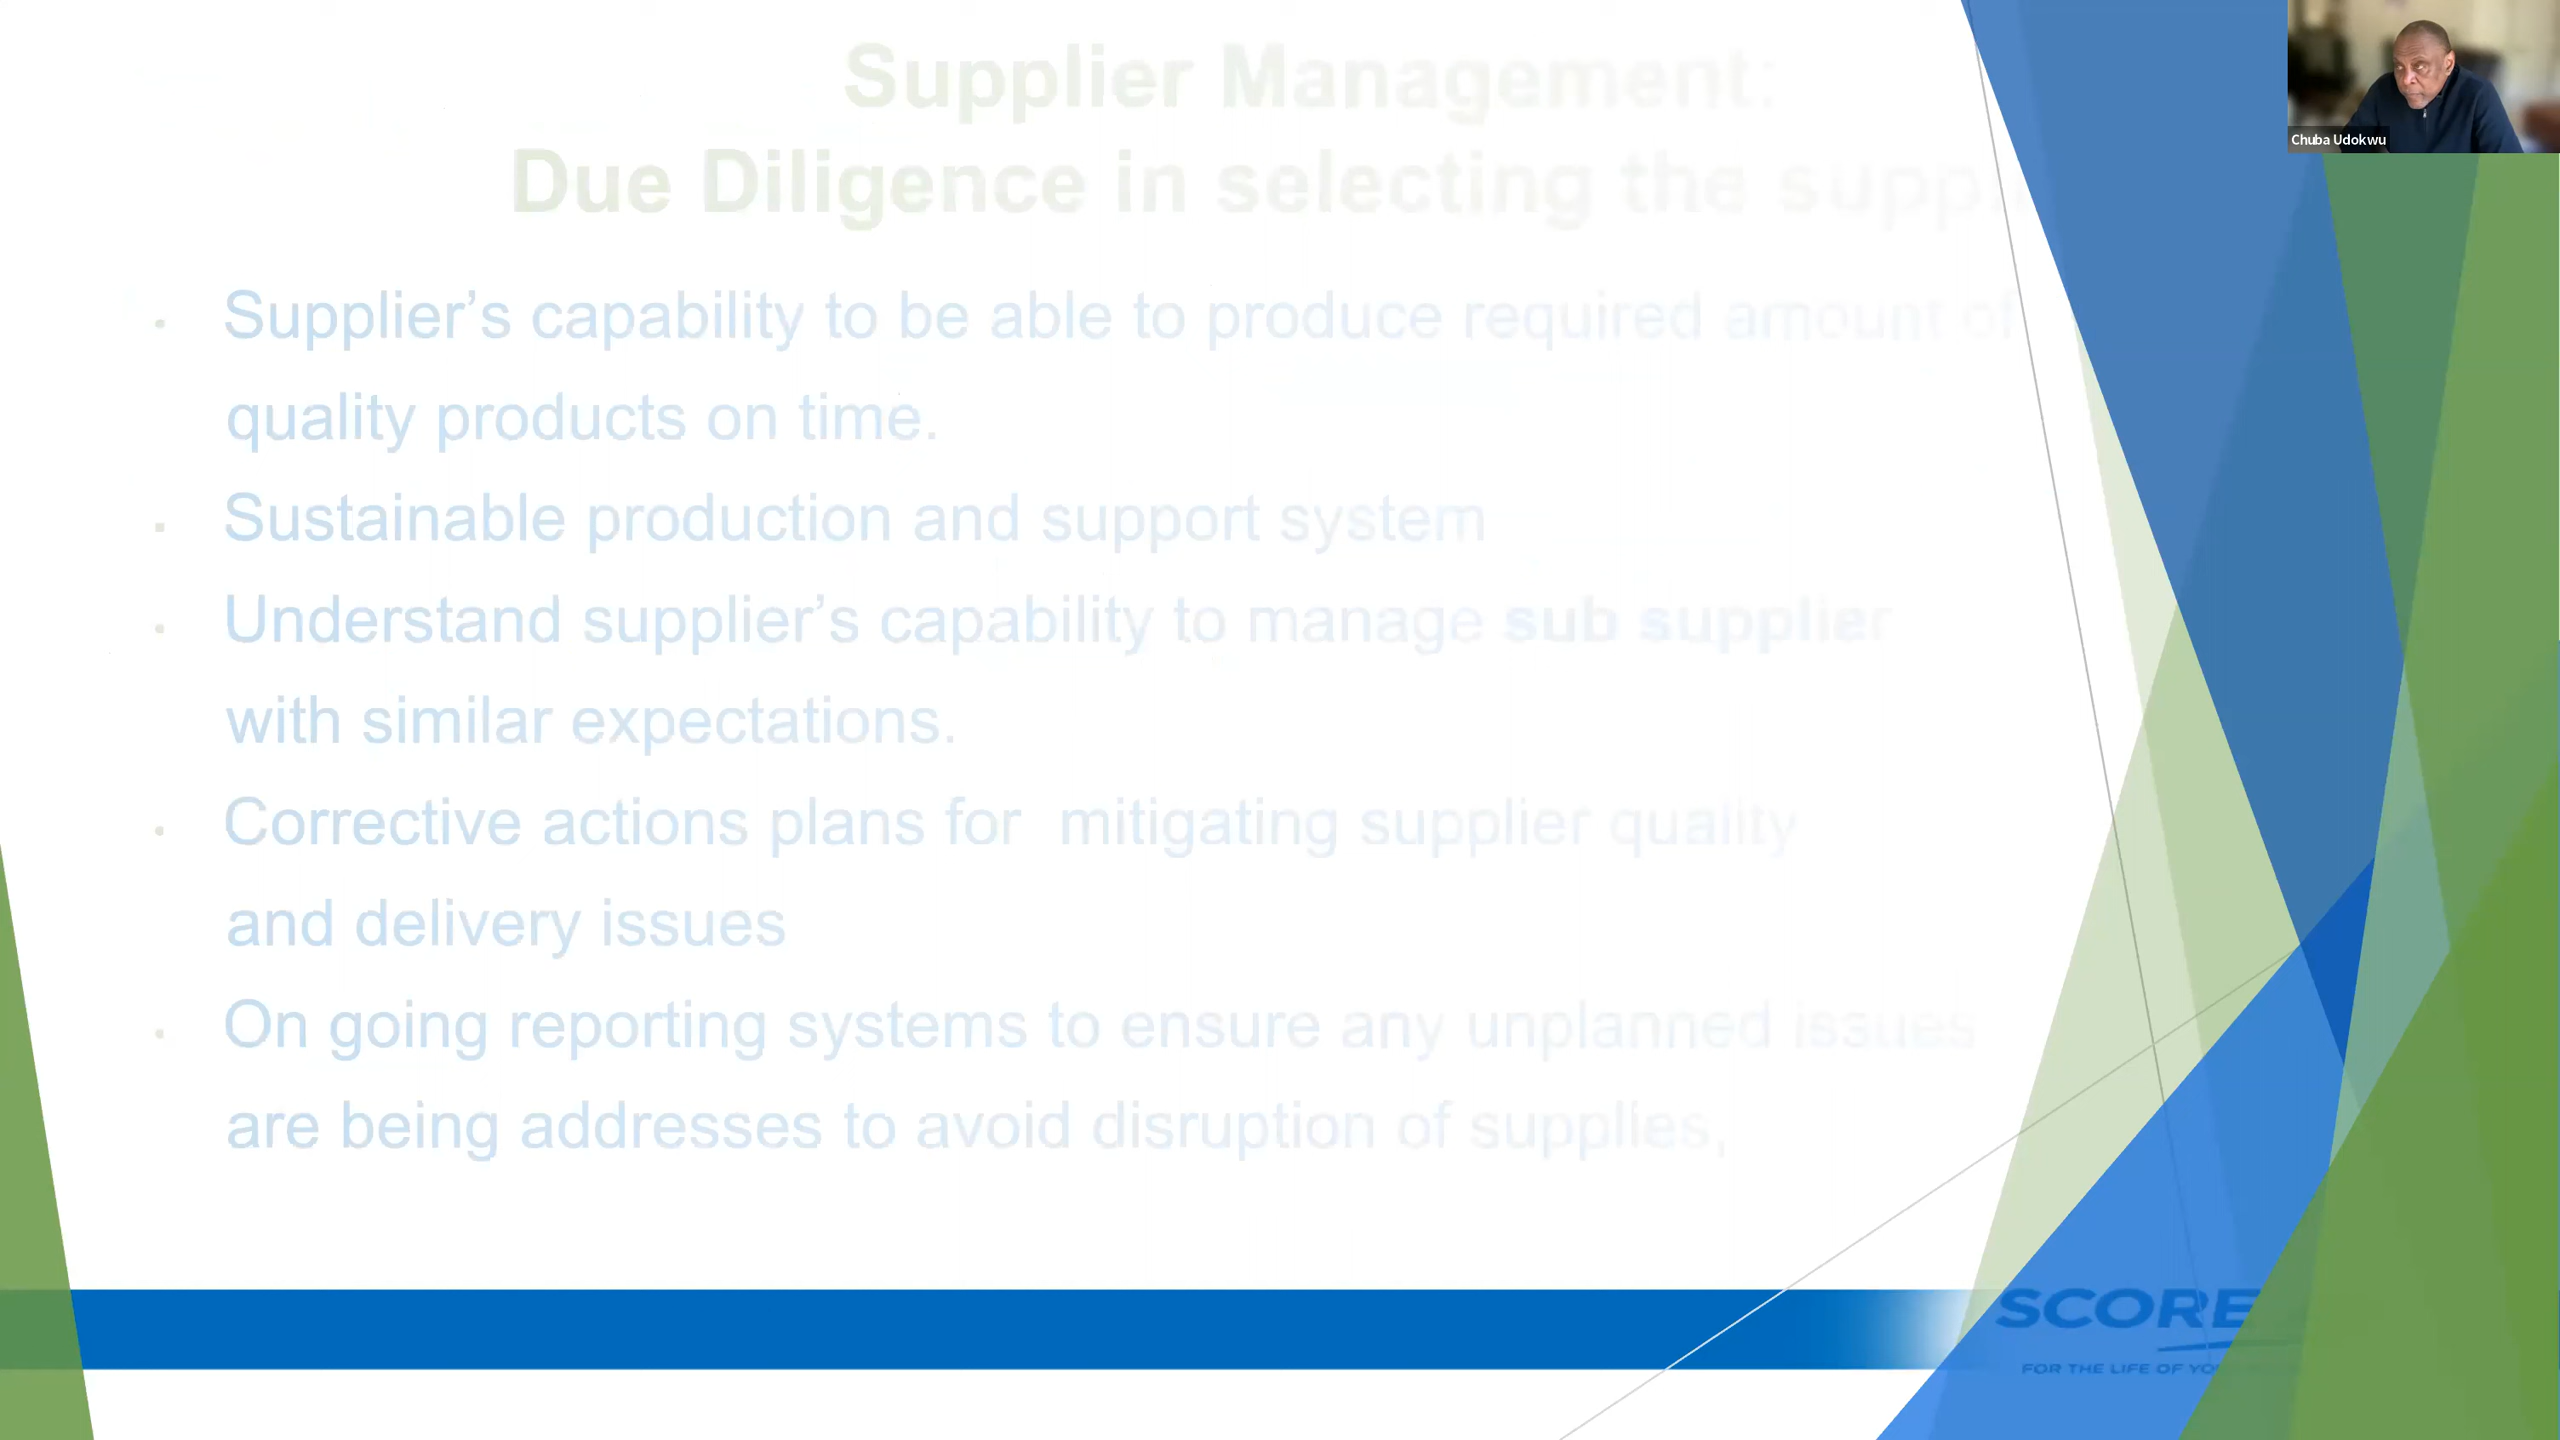 Supplier Management:
Due Diligence in selecting the suppl
Supplier’s capability to be able to produce required amount of
quality products on time.
Sustainable production and support system
Understand supplier’s capability to manage sub supplier
with similar expectations.
Corrective actions plans for mitigating supplier quality
and delivery issues
On going reporting systems to ensure any unplanned issues
are being addresses to avoid disruption of supplies,
Chuba Udokwu
SCORE
FOR THE LIFE OF YO